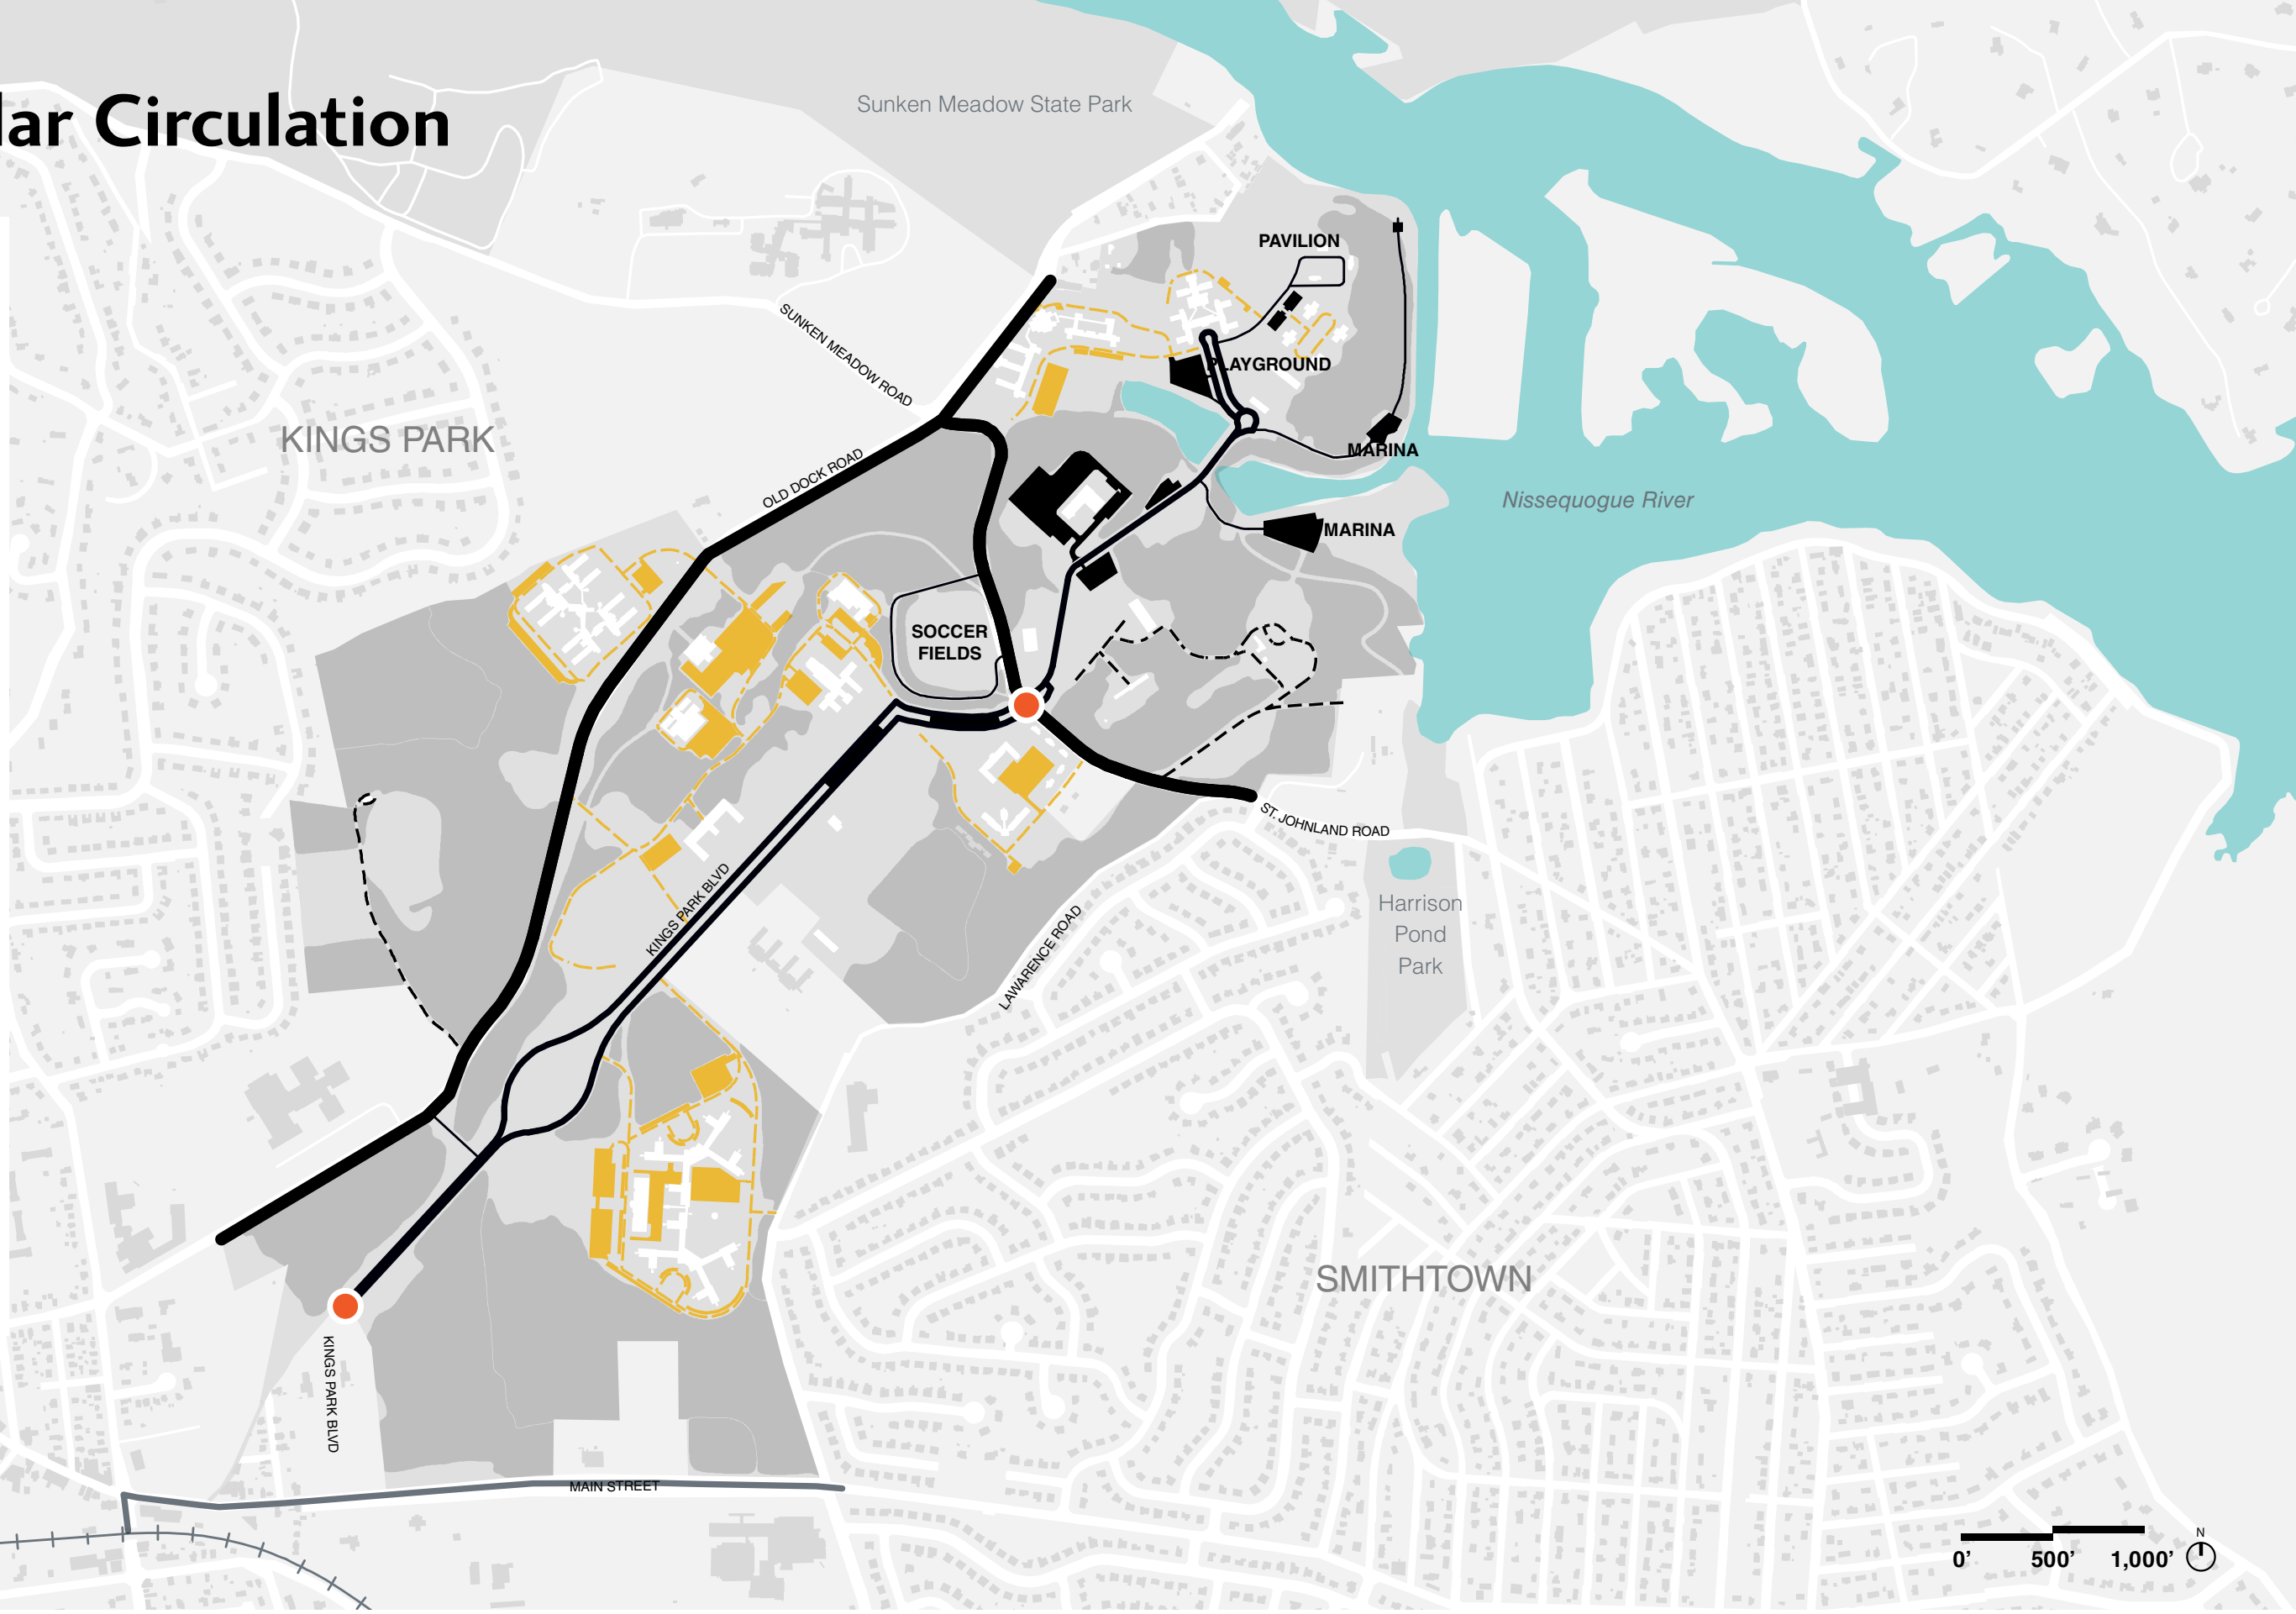 lar Circulation
Sunken Meadow State Park
PAVILION
SUNKEN MEADOW ROAD
PLAYGROUND
KINGS PARK
MARINA
OLD DOCK ROAD
Nissequogue River
MARINA
SOCCER
FIELDS
ST. JOHNLAND ROAD
KINGS PARK BLVD
Harrison
Pond
Park
LAWARENCE ROAD
SMITHTOWN
KINGS PARK BLVD
MAIN STREET
N
0' 500' 1,000'